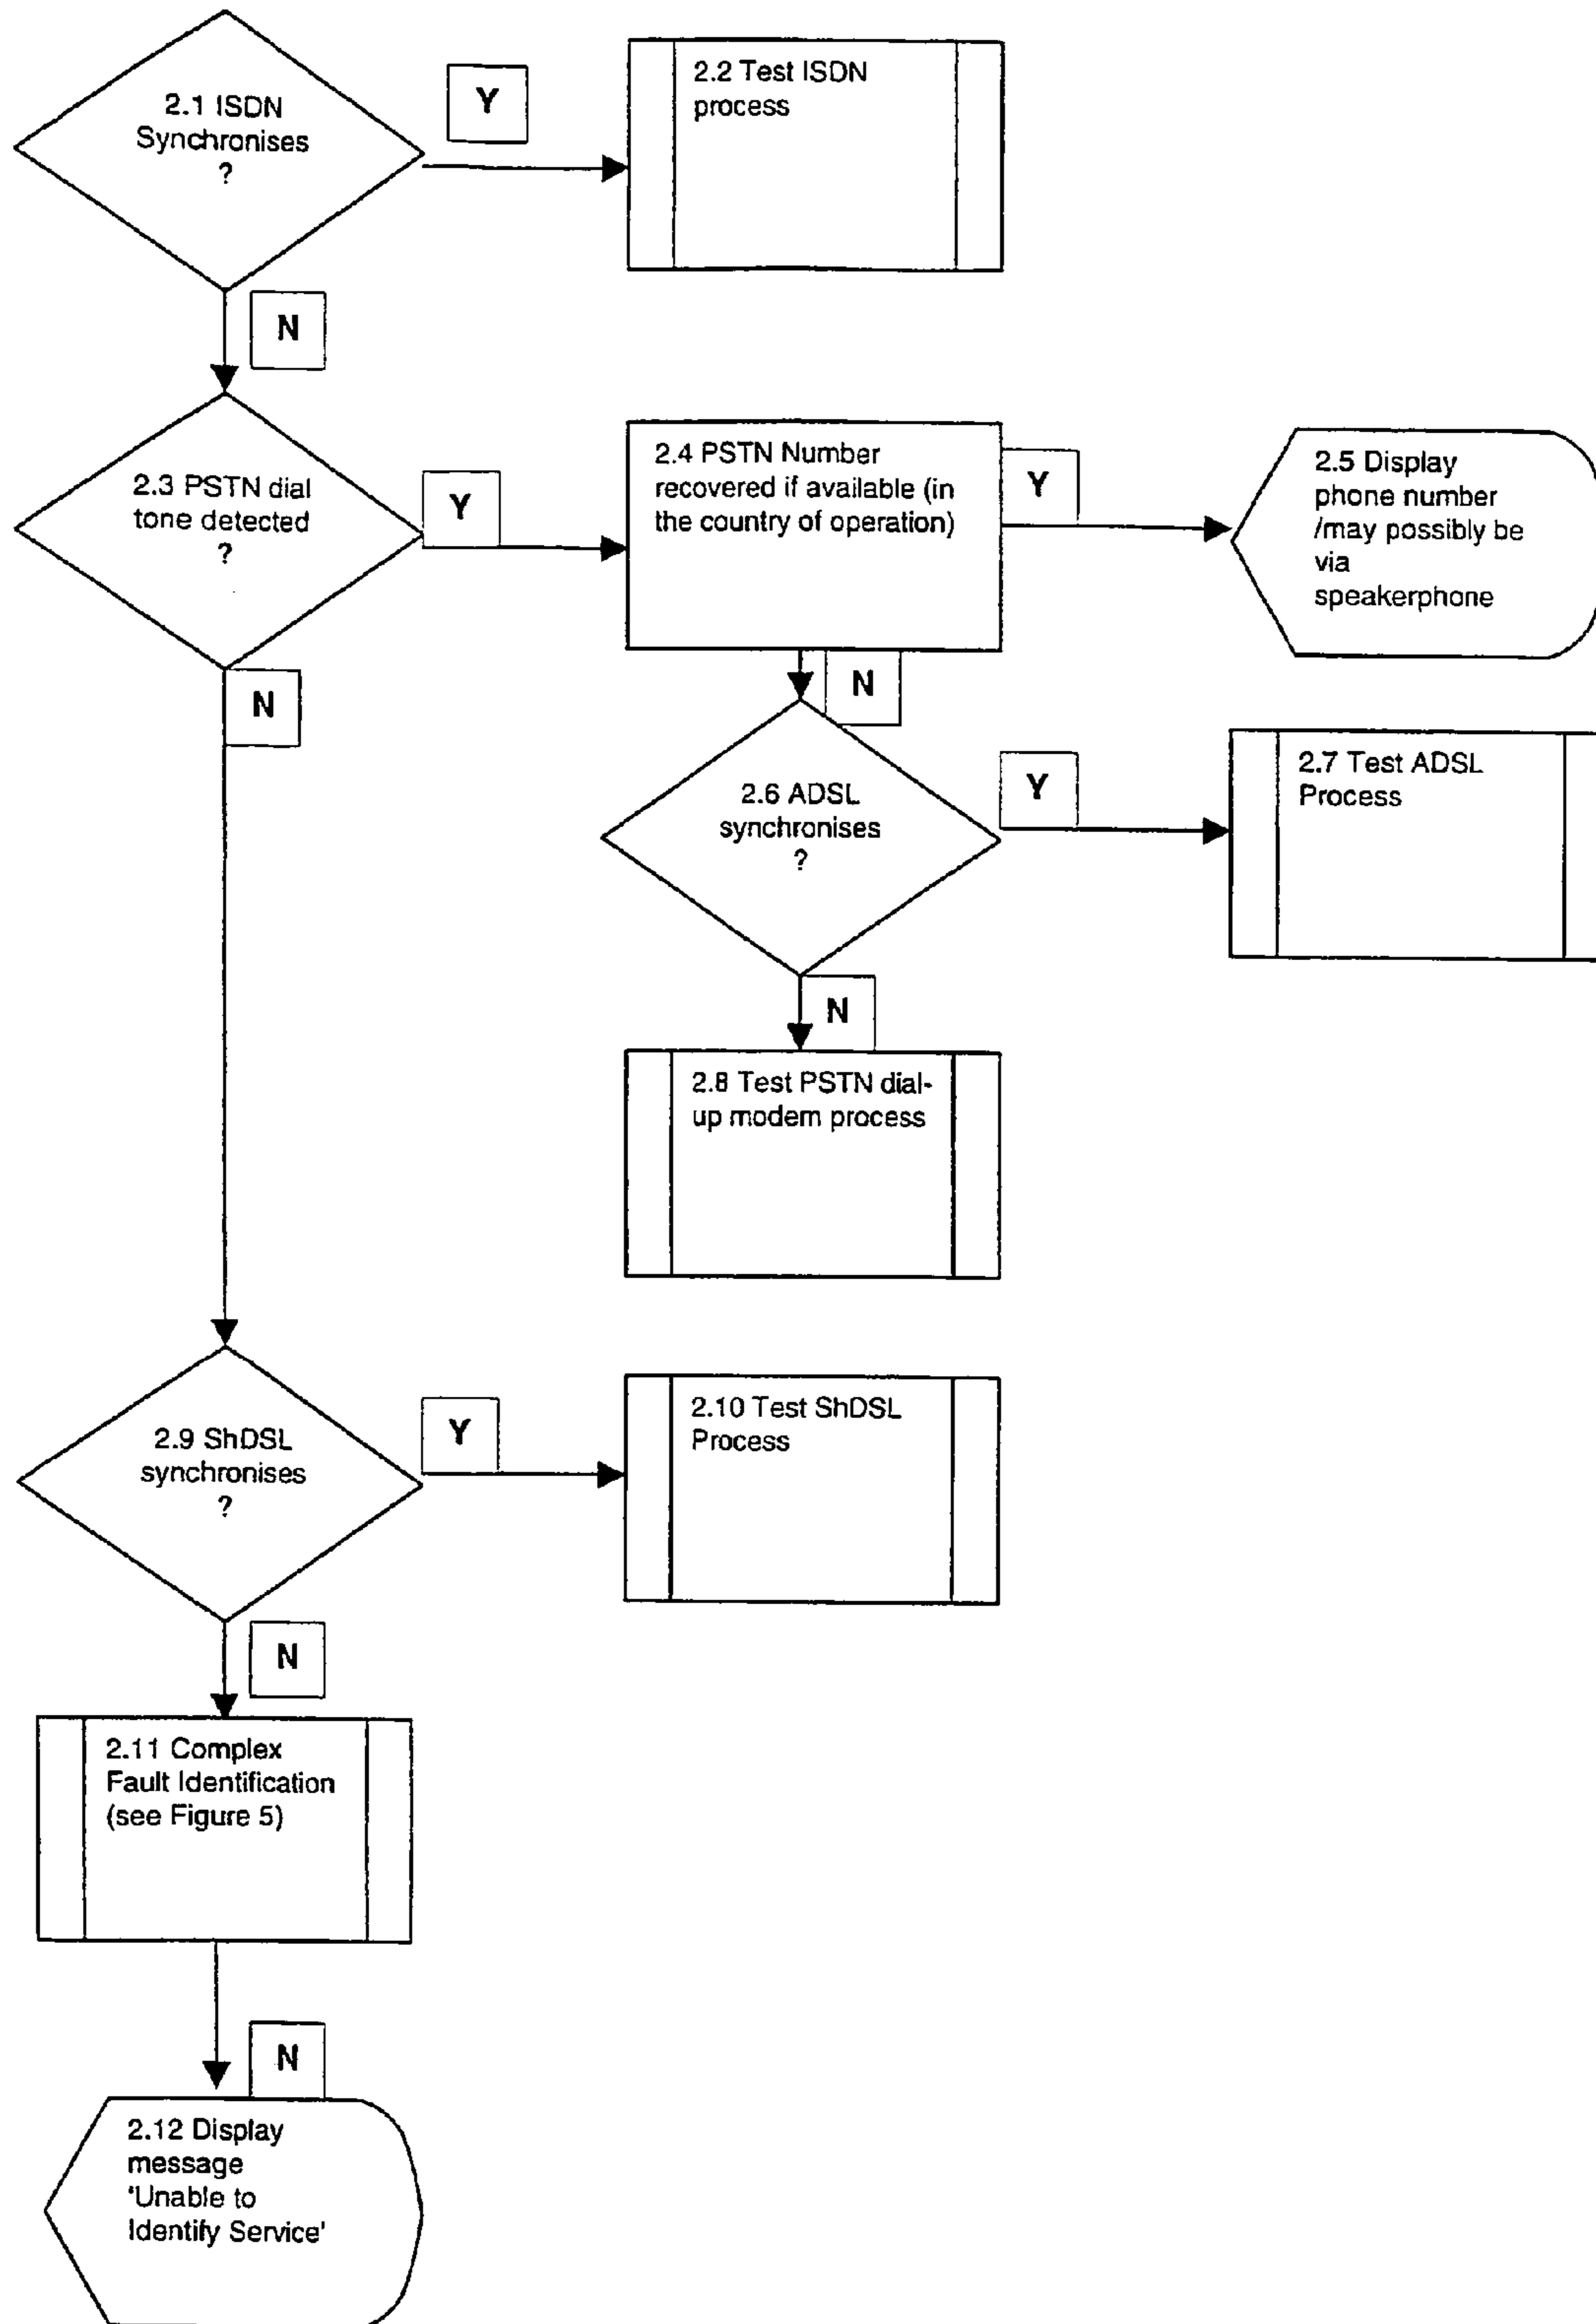 2.1 ISDN
Synchronises
?
Y
2.2 Test ISDN
process
N
2.3 PSTN dial
tone detected
?
Y
2.4 PSTN Number
recovered if available (in
the country of operation)
Y
2.5 Display
phone number
/may possibly be
via
speakerphone
N
N
2.6 ADSL
synchronises
?
Y
2.7 Test ADSL
Process
N
2.8 Test PSTN dial-
up modem process
2.9 ShDSL
synchronises
?
Y
2.10 Test ShDSL
Process
N
2.11 Complex
Fault Identification
(see Figure 5)
N
2.12 Display
message
'Unable to
Identify Service'